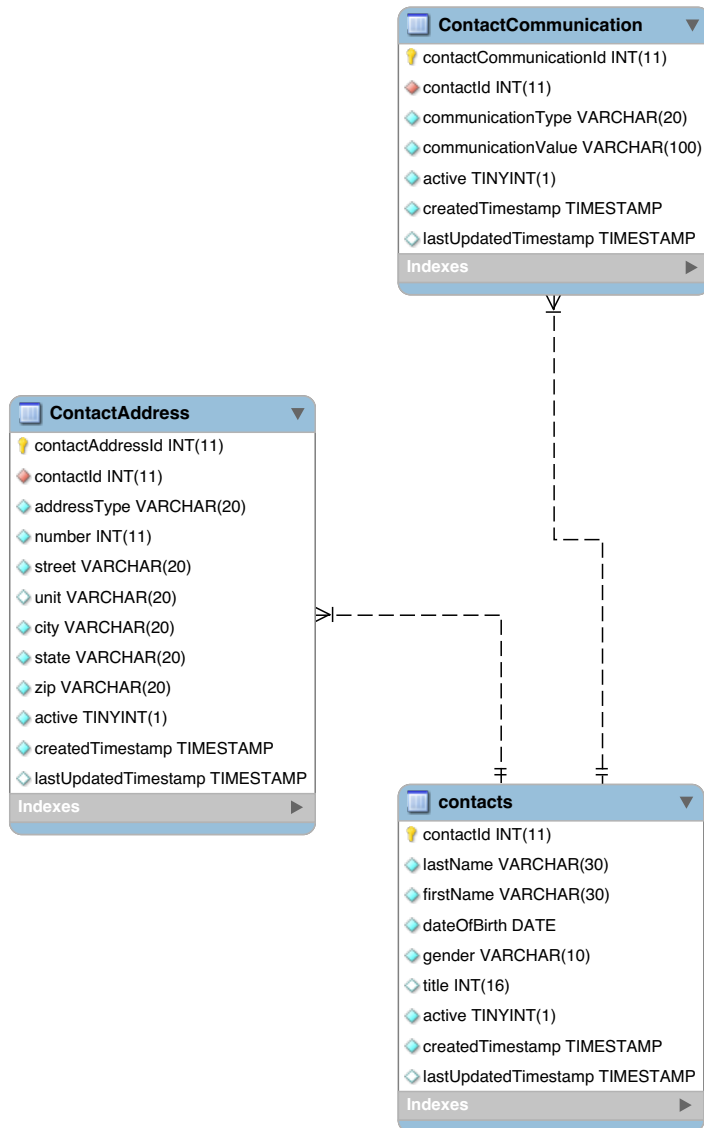 ContactCommunication
contactCommunicationId INT(11)
contactId INT(11)
communicationType VARCHAR(20)
communicationValue VARCHAR(100)
active TINYINT(1)
createdTimestamp TIMESTAMP
lastUpdatedTimestamp TIMESTAMP
Indexes
ContactAddress
contactAddressId INT(11)
contactId INT(11)
addressType VARCHAR(20)
number INT(11)
street VARCHAR(20)
unit VARCHAR(20)
city VARCHAR(20)
state VARCHAR(20)
zip VARCHAR(20)
active TINYINT(1)
createdTimestamp TIMESTAMP
lastUpdatedTimestamp TIMESTAMP
Indexes
contacts
contactId INT(11)
lastName VARCHAR(30)
firstName VARCHAR(30)
dateOfBirth DATE
gender VARCHAR(10)
title INT(16)
active TINYINT(1)
createdTimestamp TIMESTAMP
lastUpdatedTimestamp TIMESTAMP
Indexes